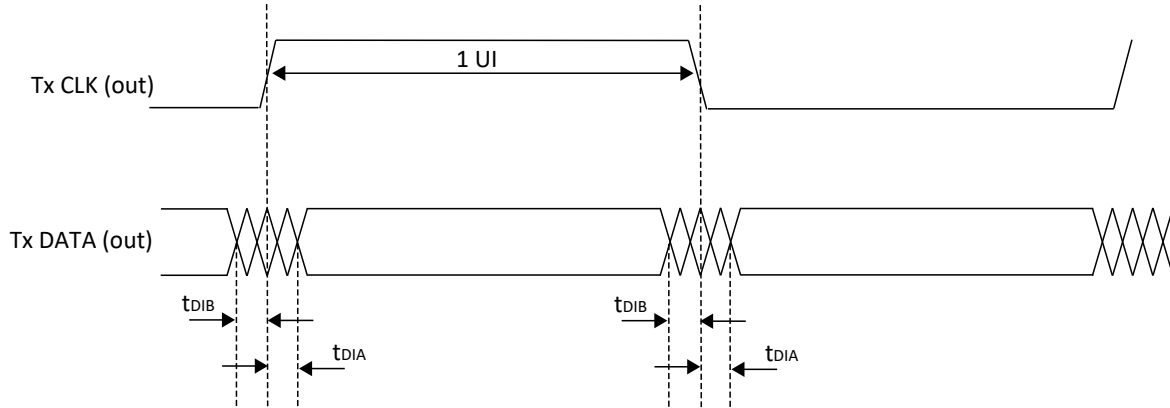 1 UI
Tx CLK (out)
Tx DATA (out)
tDIB
tDIB
tDIA
tDIA